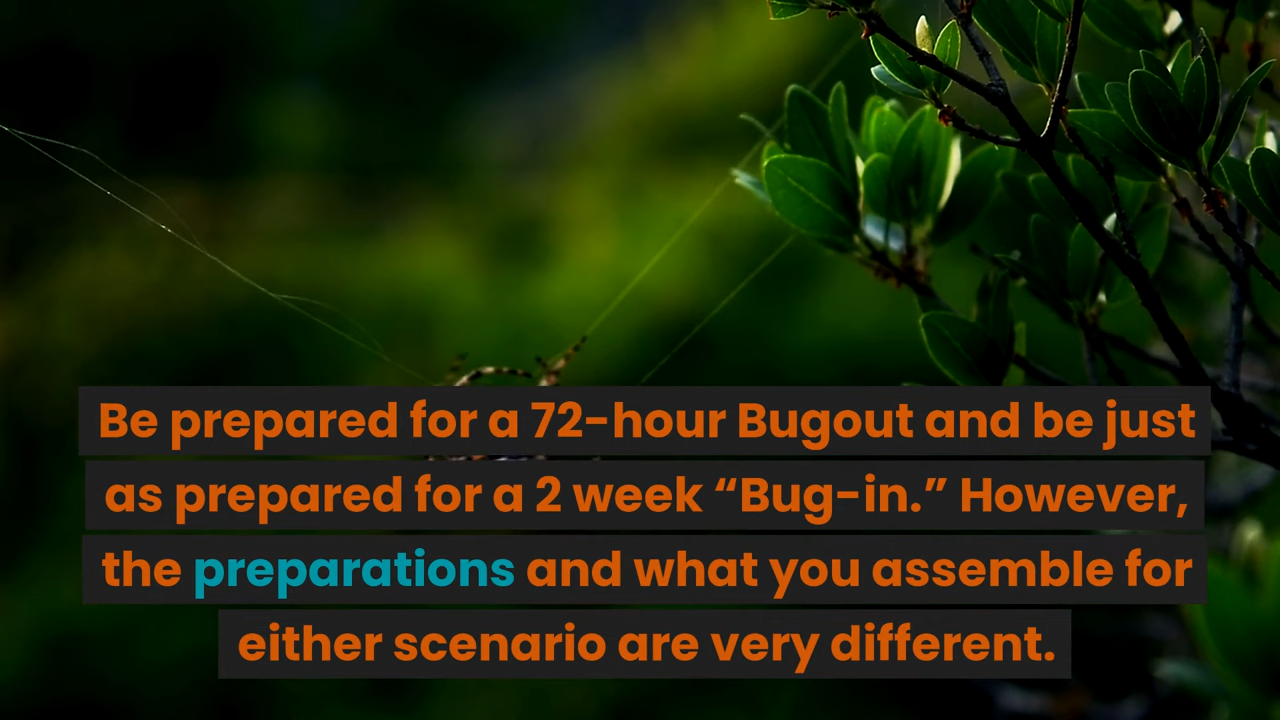 Be prepared for a 72-hour Bugout and be just
as prepared for a 2 week “Bug-in.” However,
the preparations and what you assemble for
either scenario are very different.